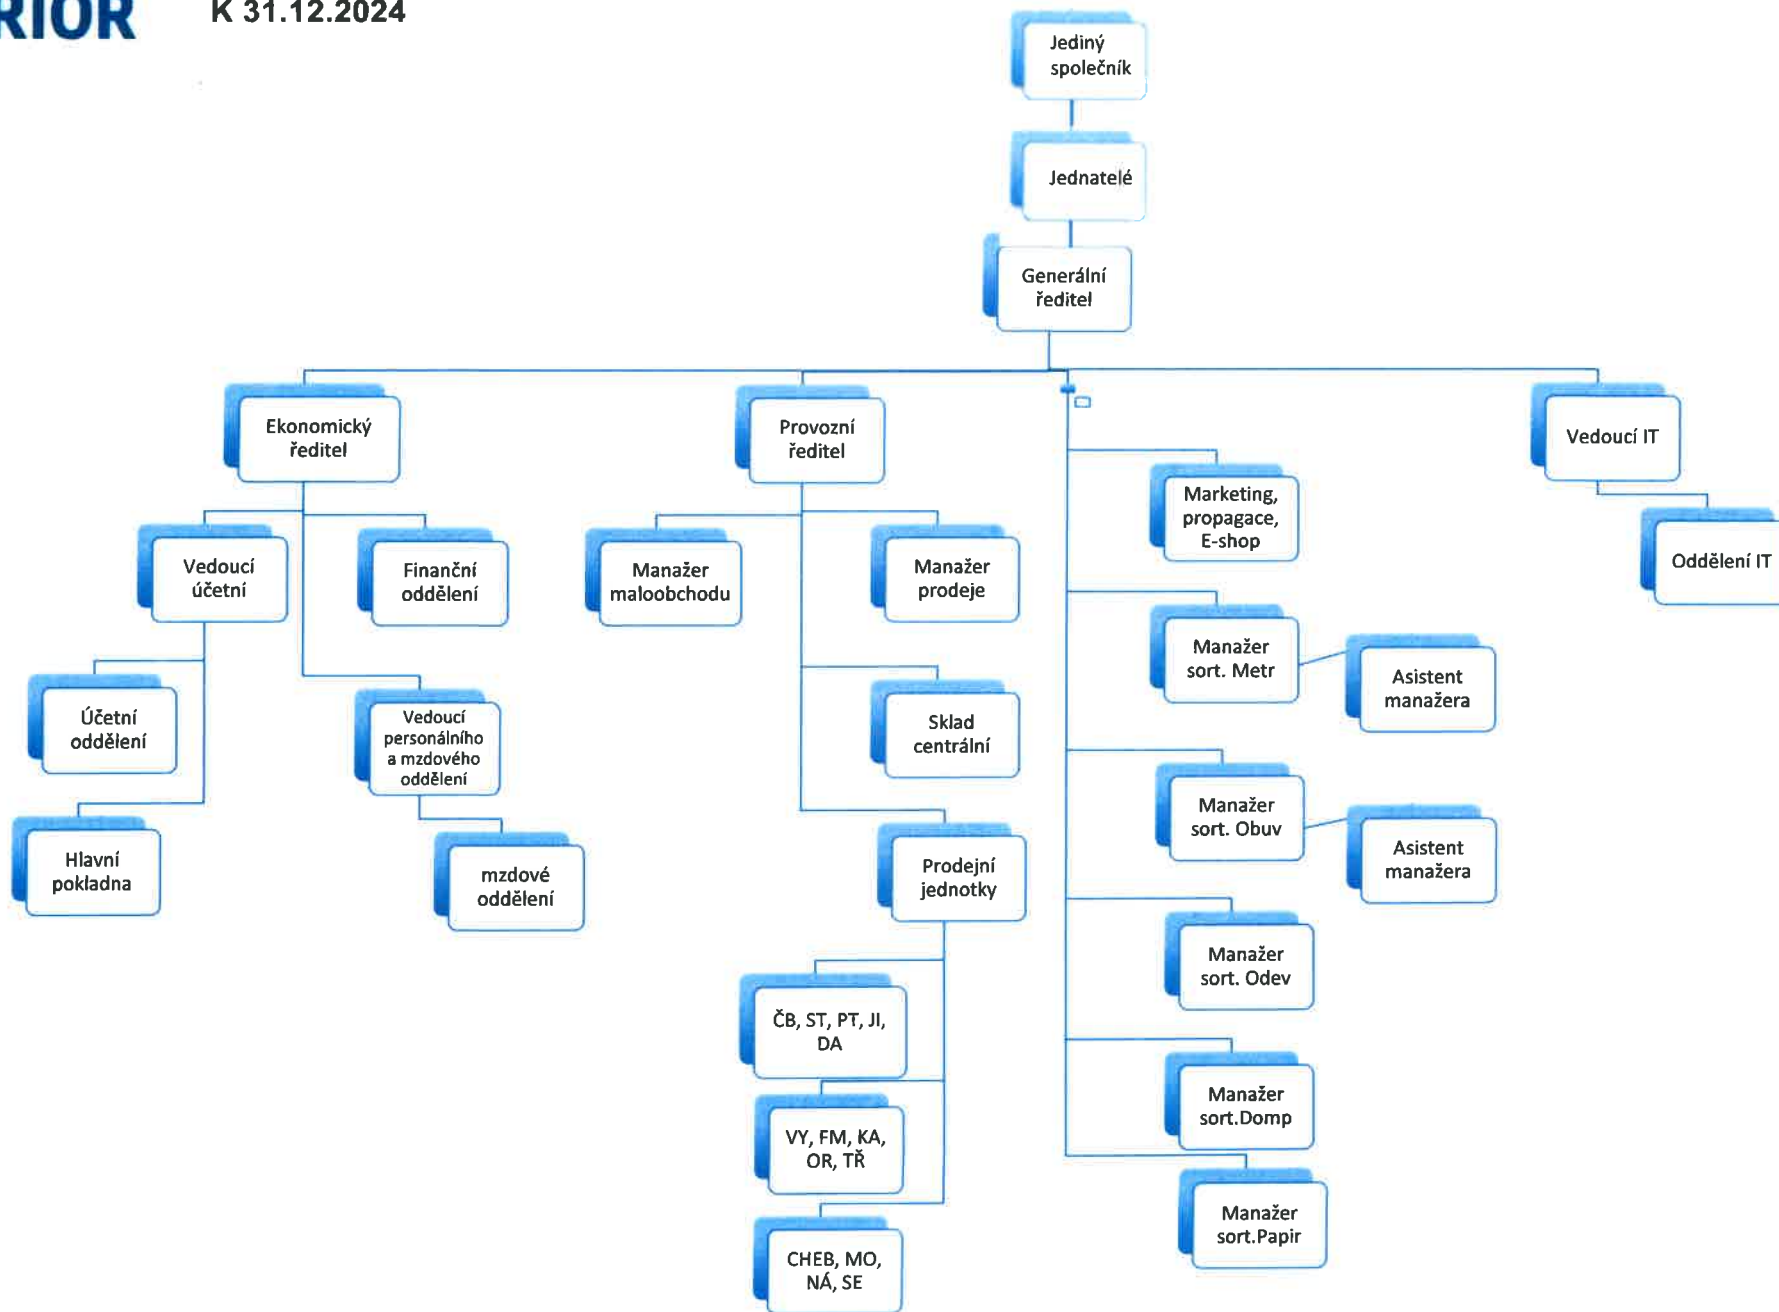 RIOR
K 31.12.2024
Jediný
společník
Jednatelé
Generální
ředitel
Ekonomický
ředitel
Provozní
ředitel
Vedoucí IT
Marketing,
propagace,
E-shop
Oddělení IT
Vedoucí
účetní
Finanční
oddělení
Manažer
maloobchodu
Manažer
prodeje
Manažer
sort. Metr
Asistent
manažera
Účetní
oddělení
Vedoucí
personálního
a mzdového
oddělení
Sklad
centrální
Manažer
sort. Obuv
Asistent
manažera
Hlavní
pokladna
mzdové
oddělení
Prodejní
jednotky
Manažer
sort. Odev
ČB, ST, PT, JI,
DA
Manažer
sort.Domp
VY, FM, KA,
OR, TŘ
Manažer
sort.Papir
CHEB, MO,
NÁ, SE